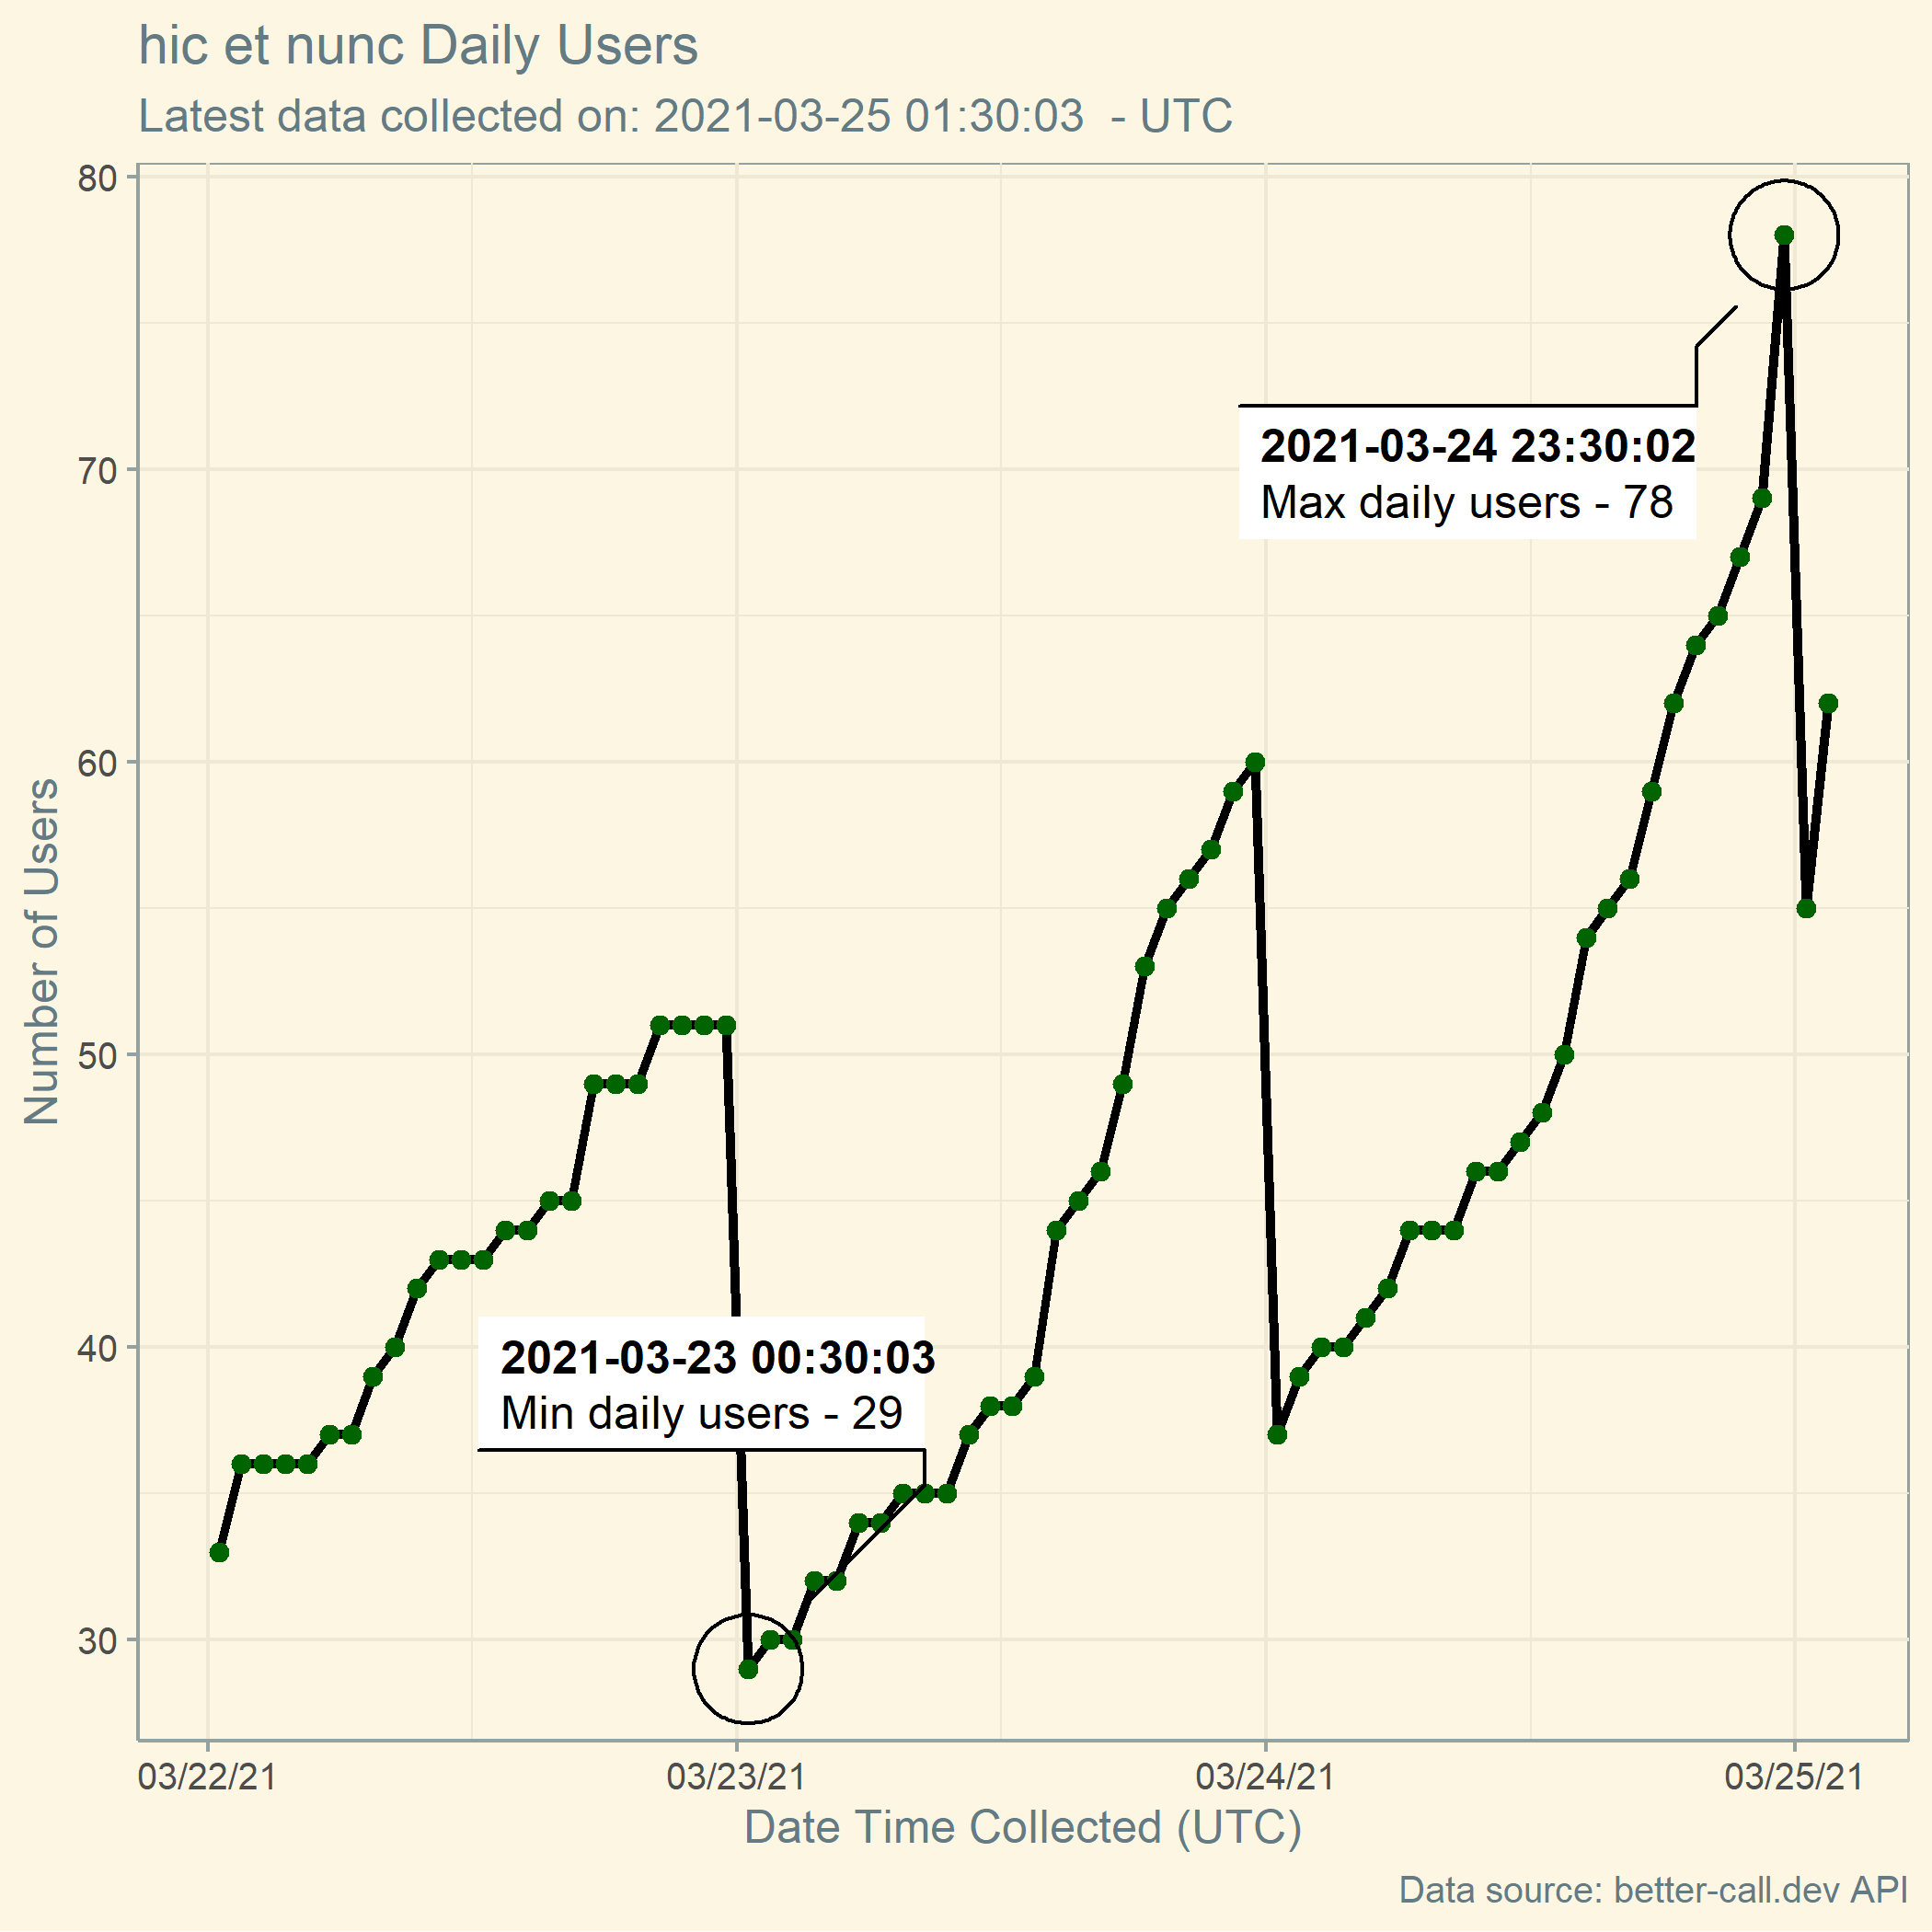 hic et nunc Daily Users
Latest data collected on: 2021-03-25 01:30:03  - UTC
80
70
60
50
40
30
Number of Users
2021-03-24 23:30:02
Max daily users - 78
2021-03-23 00:30:03
Min daily users - 29
03/22/21
03/23/21
03/24/21
03/25/21
Date Time Collected (UTC)
Data source: better-call.dev API